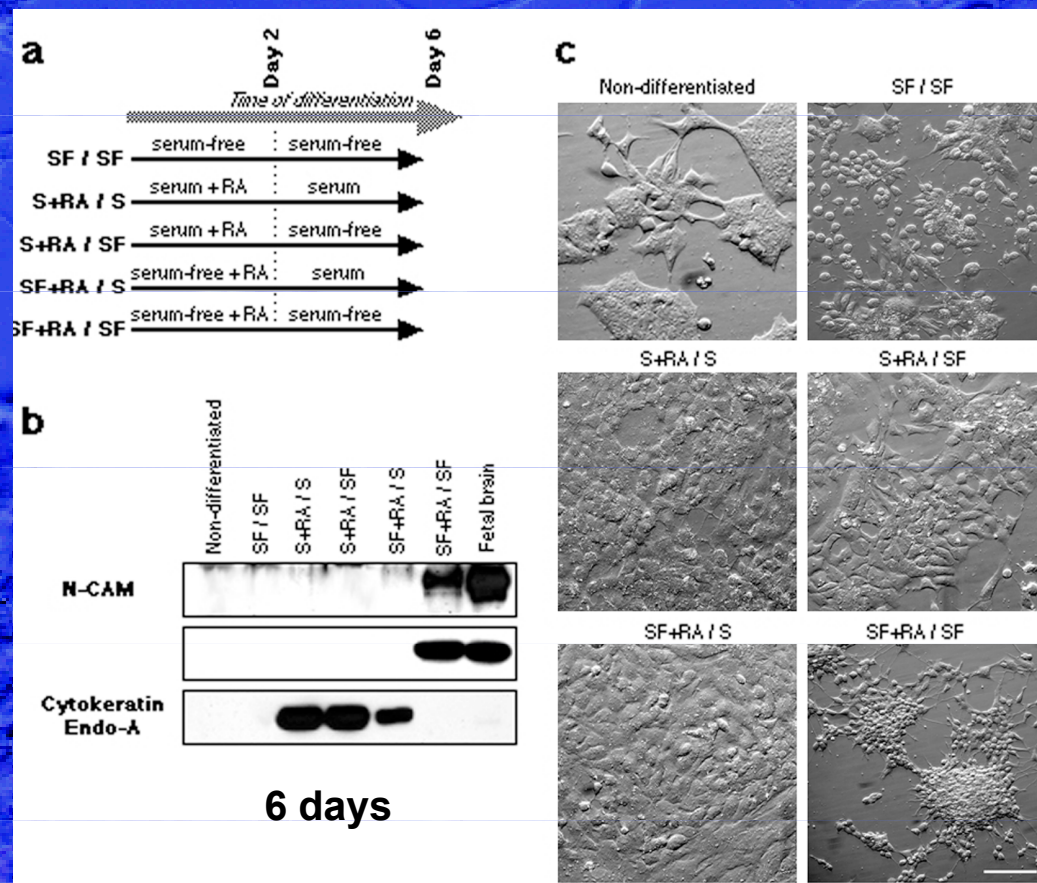 a
Day 2
Day 6
Time of differentiation
SF / SF
serum-free
serum-free
S+RA / S
serum +RA
serum
S+RA / SF
serum +RA
serum-free
SF+RA / S
serum-free +RA
serum
SF+RA / SF
serum-free +RA
serum-free
b
Non-differentiated
SF / SF
S+RA / S
S+RA / SF
SF+RA / S
SF+RA / SF
Fetal brain
N-CAM
Cytokeratin
Endo-A
6 days
c
Non-differentiated
SF / SF
S+RA / S
S+RA / SF
SF+RA / S
SF+RA / SF